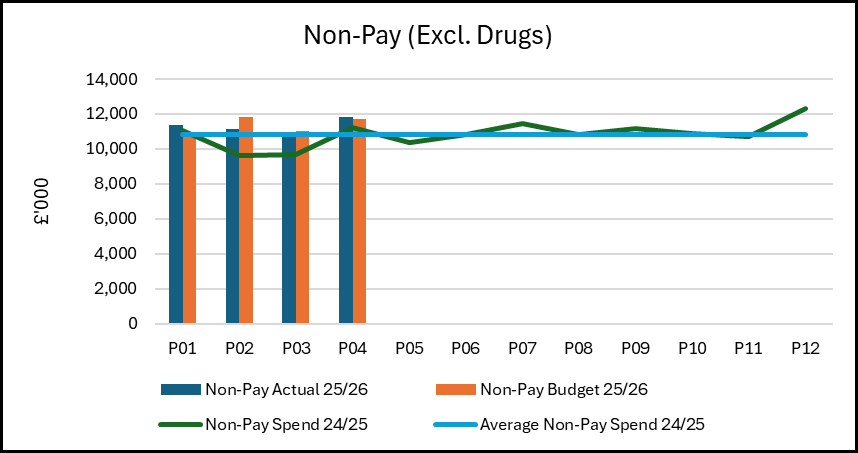 Non-Pay (Excl. Drugs)
14,000
12,000
10,000
8,000
6,000
4,000
2,000
0
£'000
P01 P02 P03 P04 P05 P06 P07 P08 P09 P10 P11 P12
Non-Pay Actual 25/26 Non-Pay Budget 25/26
Non-Pay Spend 24/25 Average Non-Pay Spend 24/25